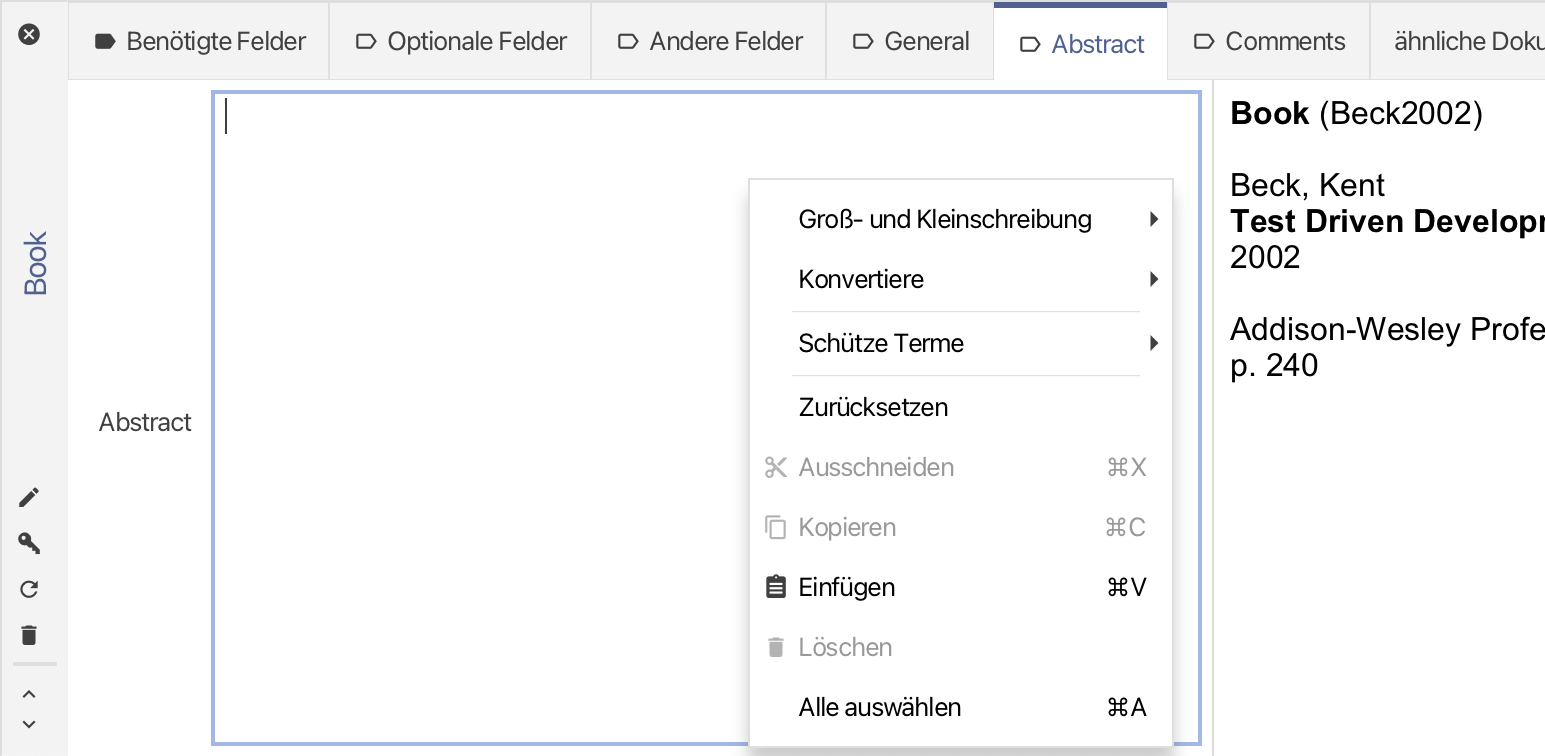 Benötigte Felder Optionale Felder Andere Felder General Abstract Comments ähnliche Doku
Book
Abstract
Groß- und Kleinschreibung
Konvertiere
Schütze Terme
Zurücksetzen
Ausschneiden ⌘X
Kopieren ⌘C
Einfügen ⌘V
Löschen
Alle auswählen ⌘A
Book (Beck2002)
Beck, Kent
Test Driven Develop
2002
Addison-Wesley Profe
p. 240